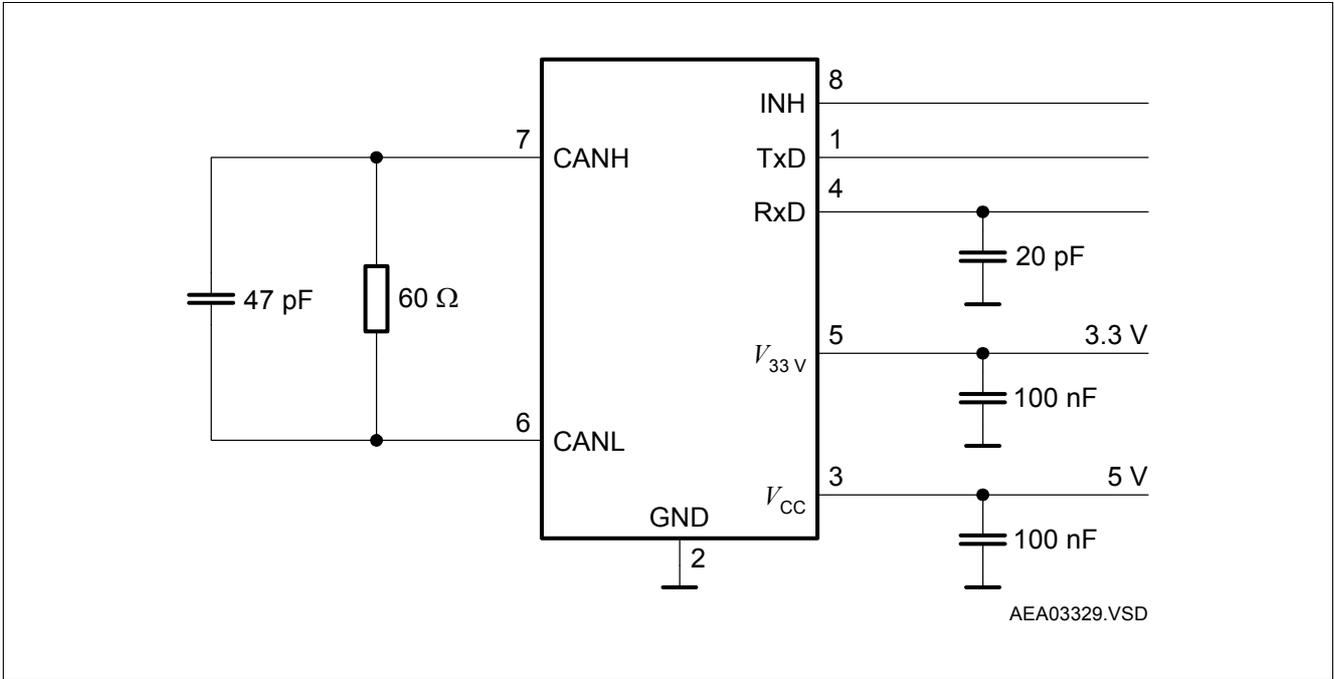 8
INH
7
CANH
1
TxD
4
RxD
20 pF
47 pF
60 Ω
5
3.3 V
V33 V
100 nF
6
CANL
3
5 V
VCC
GND
100 nF
2
AEA03329.VSD